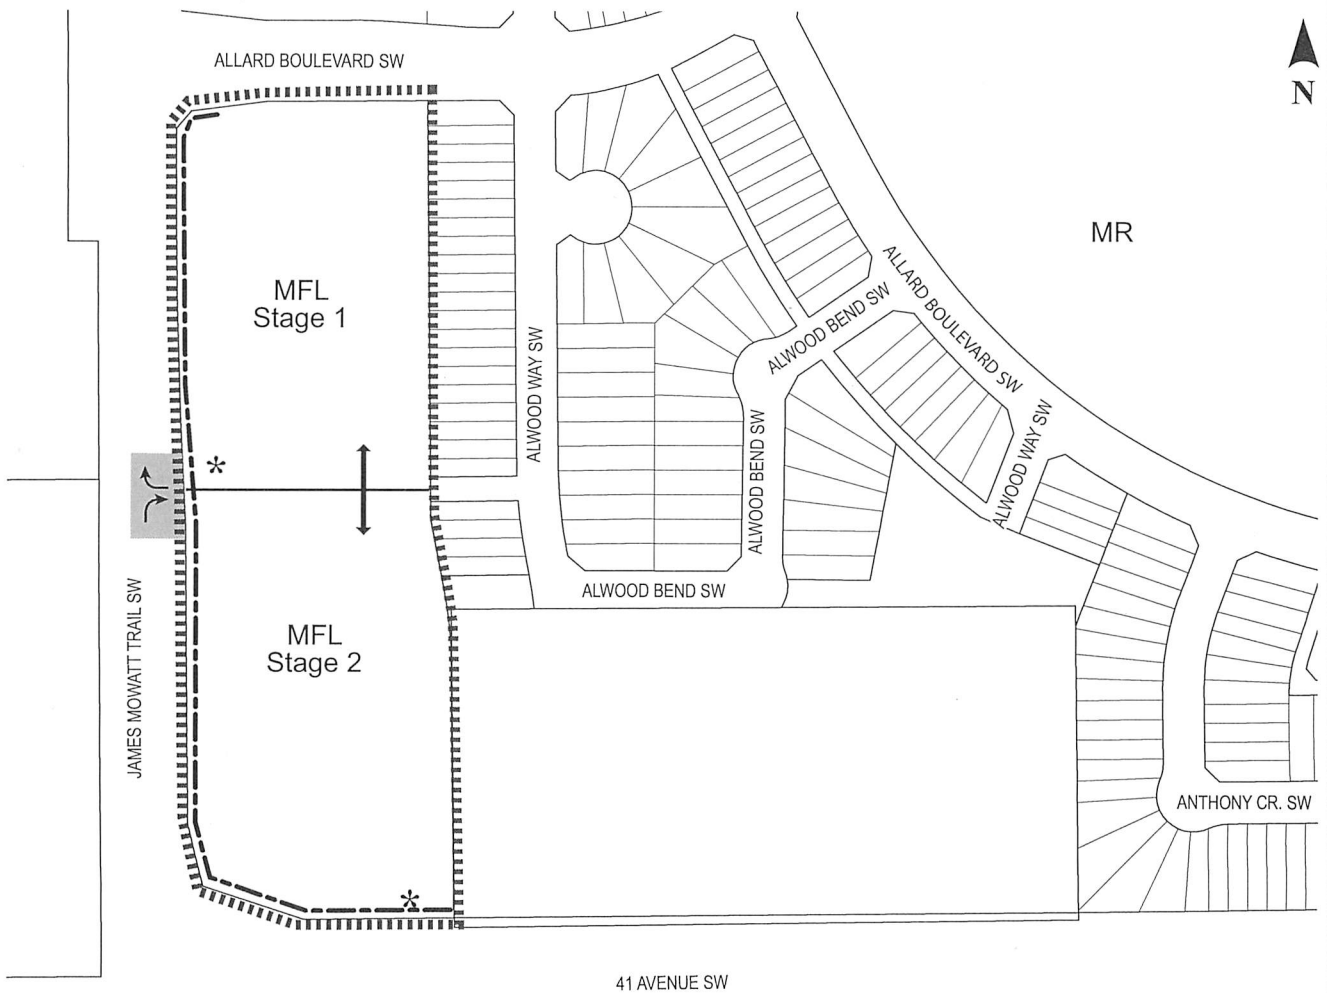 ALLARD BOULEVARD SW
N
MR
MFL
Stage 1
ALLARD BOULEVARD SW
ALWOOD BEND SW
ALWOOD WAY SW
ALWOOD BEND SW
ALWOOD WAY SW
*
ALWOOD BEND SW
JAMES MOWATT TRAIL SW
MFL
Stage 2
ANTHONY CR. SW
*
41 AVENUE SW